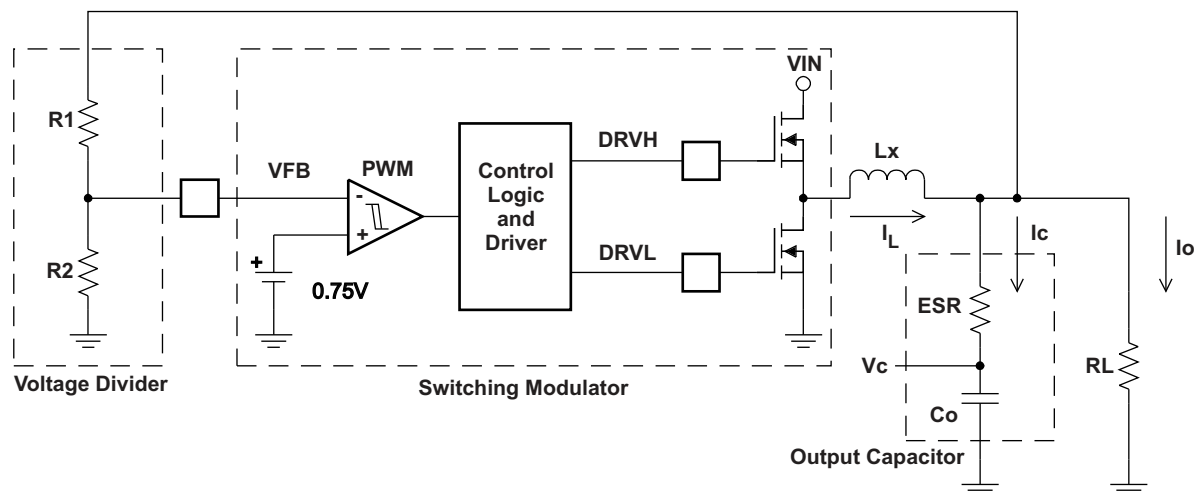 VIN
R1
DRVH
Lx
VFB
PWM
Control
Logic
and
Driver
-
+
IL
Ic
Io
R2
+
DRVL
0.75V
ESR
Vc
RL
Voltage Divider
Switching Modulator
Co
Output Capacitor